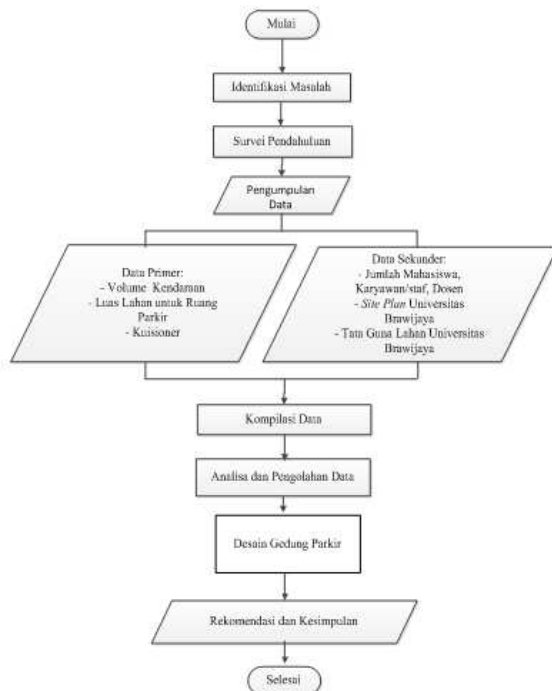 Mulai
Identifikasi Masalah
Survei Pendahuluan
Pengumpulan
Data
Data Primer:
- Volume Kendaraan
- Luas Lahan untuk Ruang
Parkir
- Kuisioner
Data Sekunder:
- Jumlah Mahasiswa,
Karyawan/staf, Dosen
- Site Plan Universitas
Brawijaya
- Tata Guna Lahan Universitas
Brawijaya
Kompilasi Data
Analisa dan Pengolahan Data
Desain Gedung Parkir
Rekomendasi dan Kesimpulan
Selesai